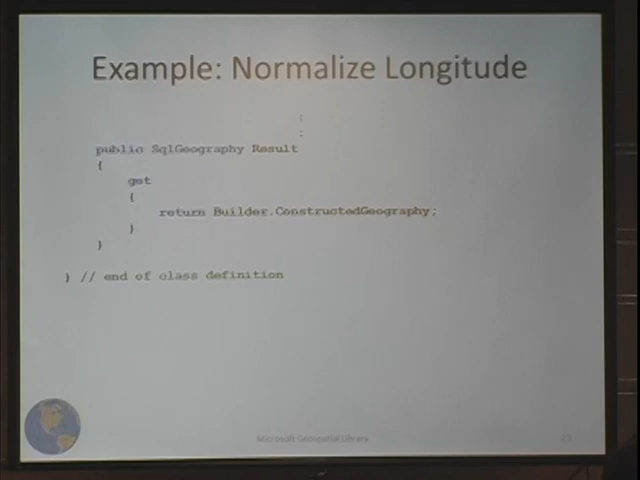 Example: Normalize Longitude
:
:
public SqlGeography Result
{
get
{
return Builder.ConstructedGeography;
}
}
} // end of class definition
Microsoft Geospatial Library